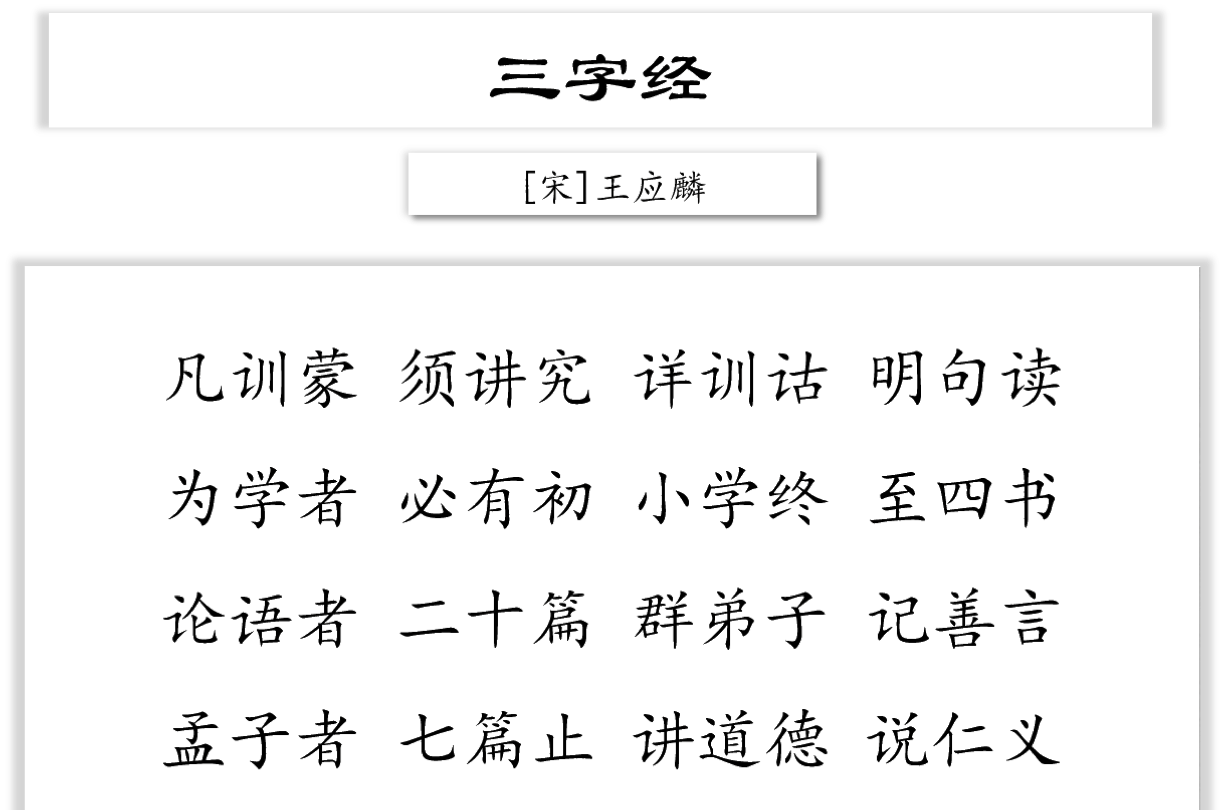 三字经
[宋]王应麟
凡训蒙 须讲究 详训诂 明句读
为学者 必有初 小学终 至四书
论语者 二十篇 群弟子 记善言
孟子者 七篇止 讲道德 说仁义